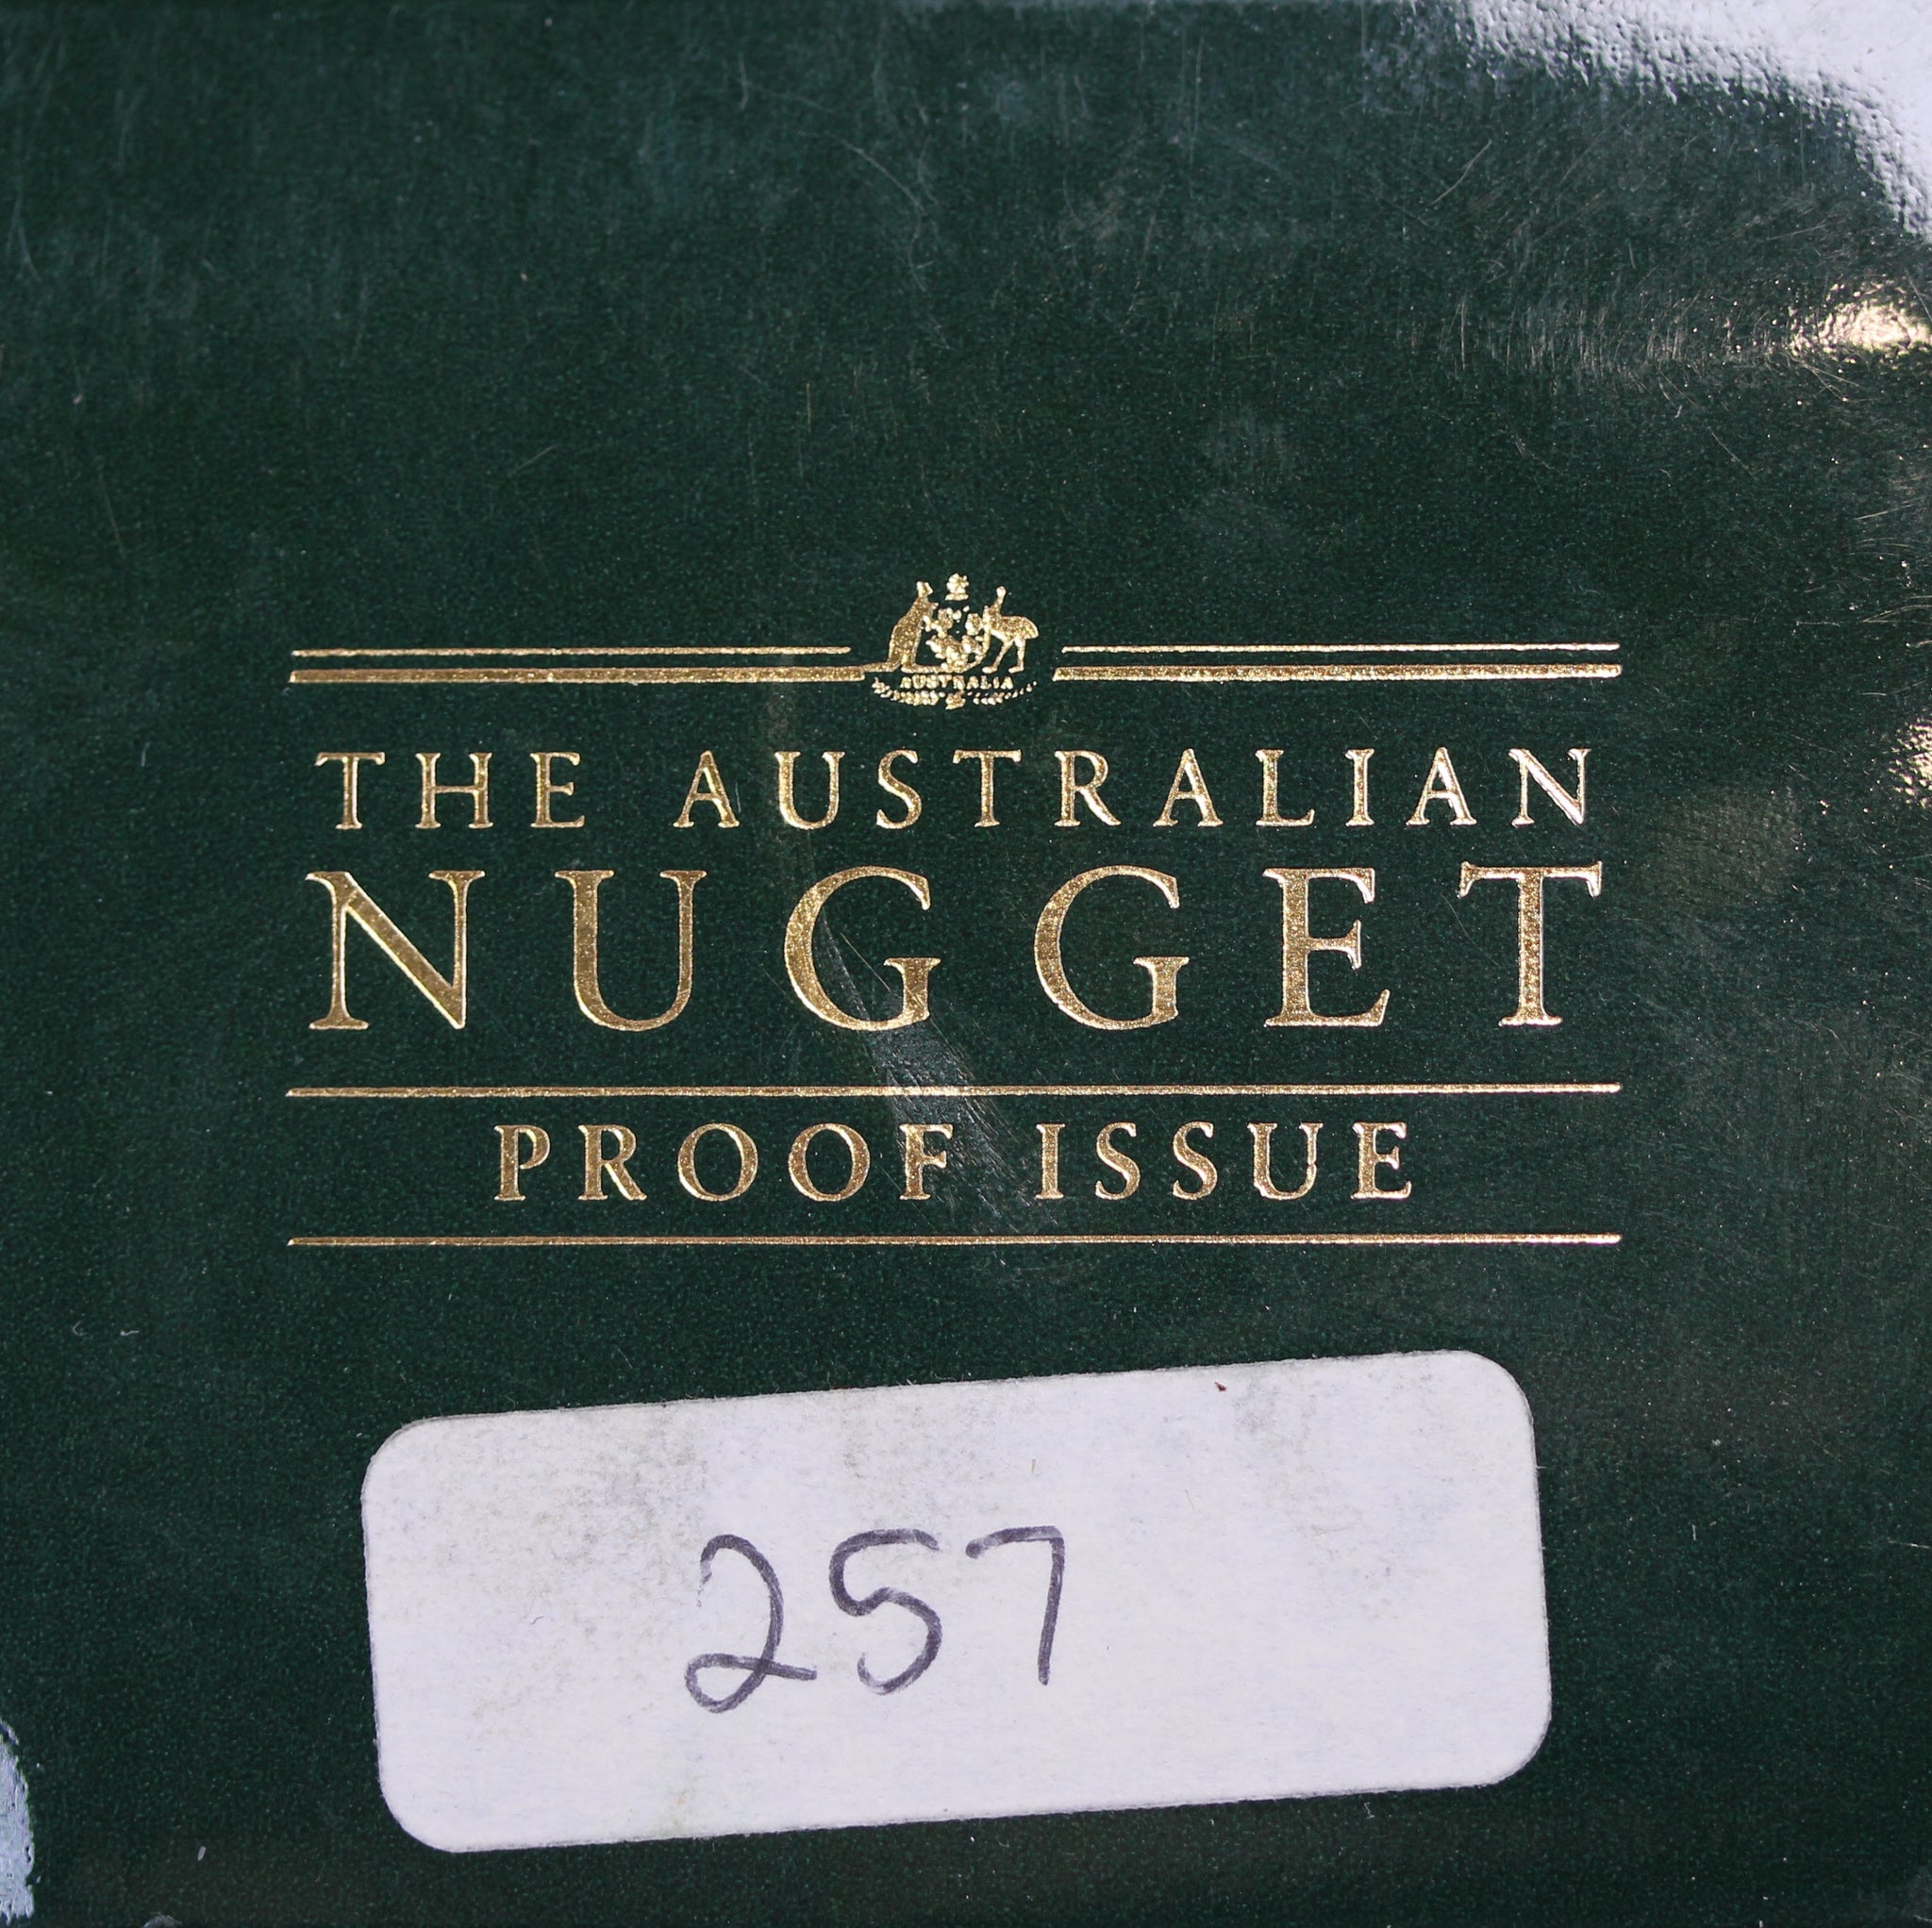 AUSTRALIA
THE AUSTRALIAN
NUGGET
PROOF ISSUE
257